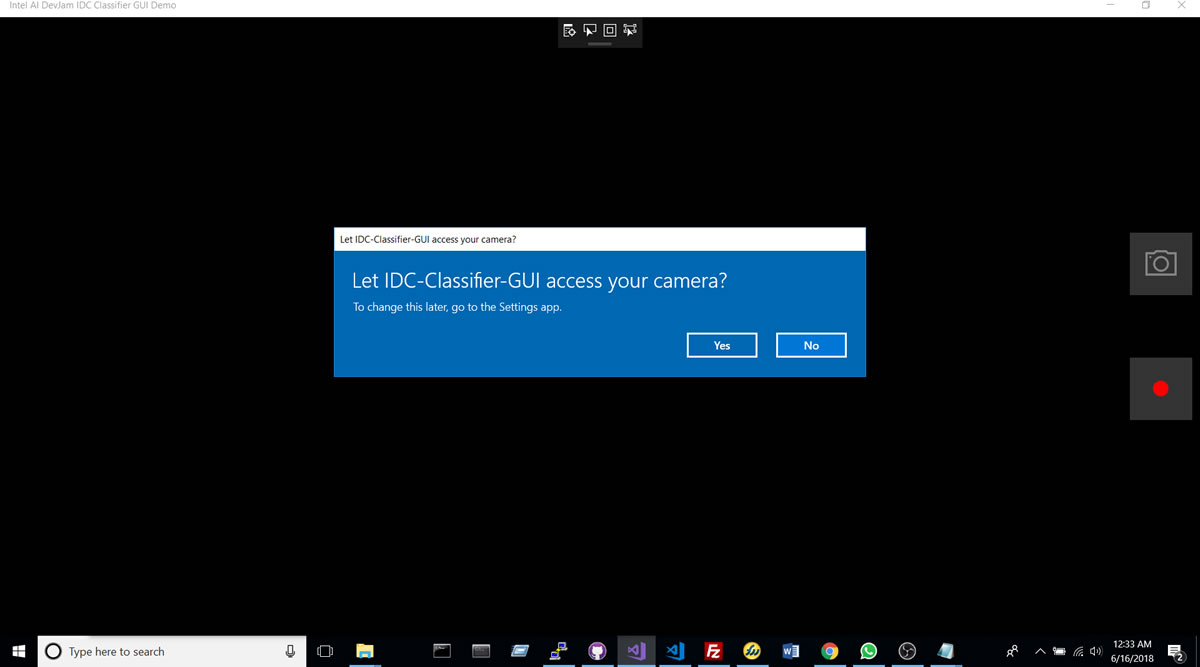 Intel AI DevJam IDC Classifier GUI Demo
Let IDC-Classifier-GUI access your camera?
Let IDC-Classifier-GUI access your camera?
To change this later, go to the Settings app.
Yes
No
Type here to search
12:33 AM
6/16/2018
2